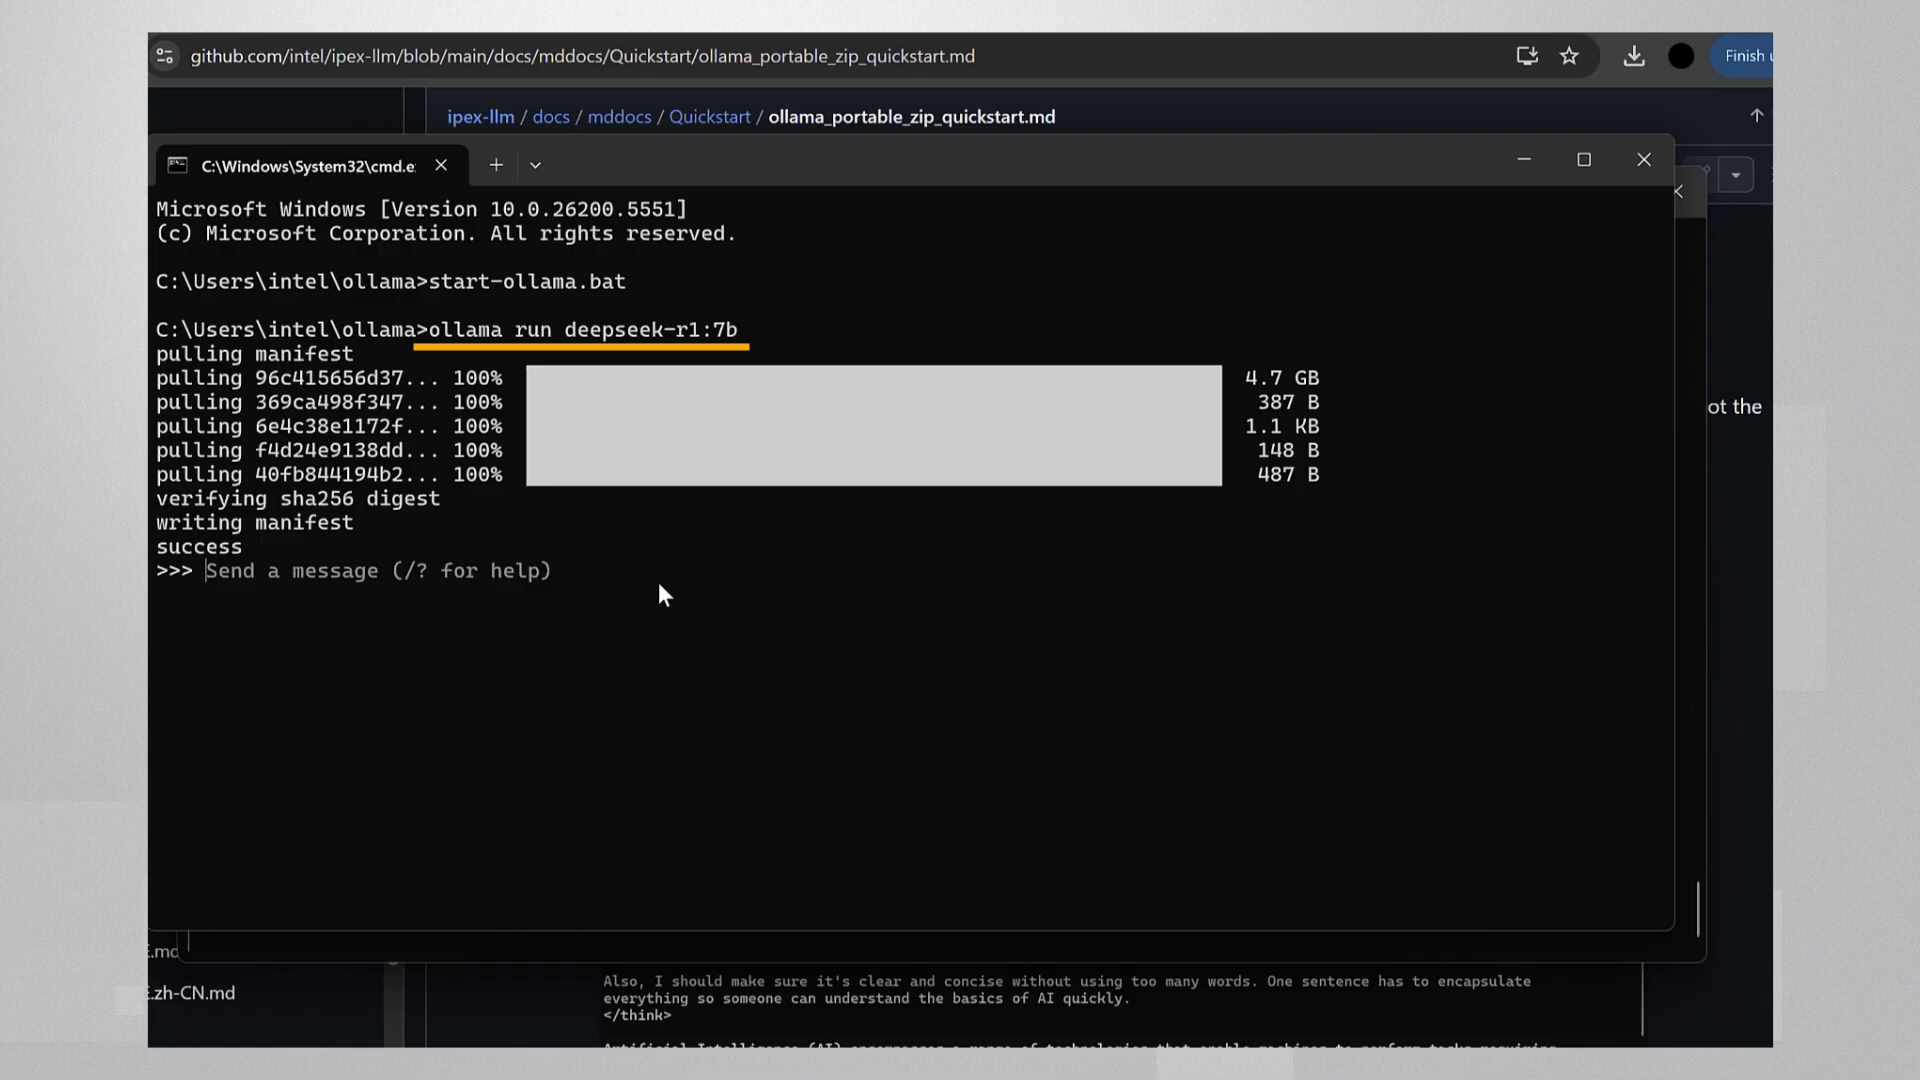 github.com/intel/ipex-llm/blob/main/docs/mddocs/Quickstart/ollama_portable_zip_quickstart.md
Finish
ipex-llm / docs / mddocs / Quickstart / ollama_portable_zip_quickstart.md
C:\Windows\System32\cmd.e
Microsoft Windows [Version 10.0.26200.5551]
(c) Microsoft Corporation. All rights reserved.
C:\Users\intel\ollama>start-ollama.bat
C:\Users\intel\ollama>ollama run deepseek-r1:7b
pulling manifest
pulling 96c415656d37... 100% 4.7 GB
pulling 369ca498f347... 100% 387 B
pulling 6e4c38e1172f... 100% 1.1 KB
pulling f4d24e9138dd... 100% 148 B
pulling 40fb844194b2... 100% 487 B
verifying sha256 digest
writing manifest
success
>>> Send a message (/? for help)
ot the
E.md
E.zh-CN.md
Also, I should make sure it's clear and concise without using too many words. One sentence has to encapsulate
everything so someone can understand the basics of AI quickly.
</think>